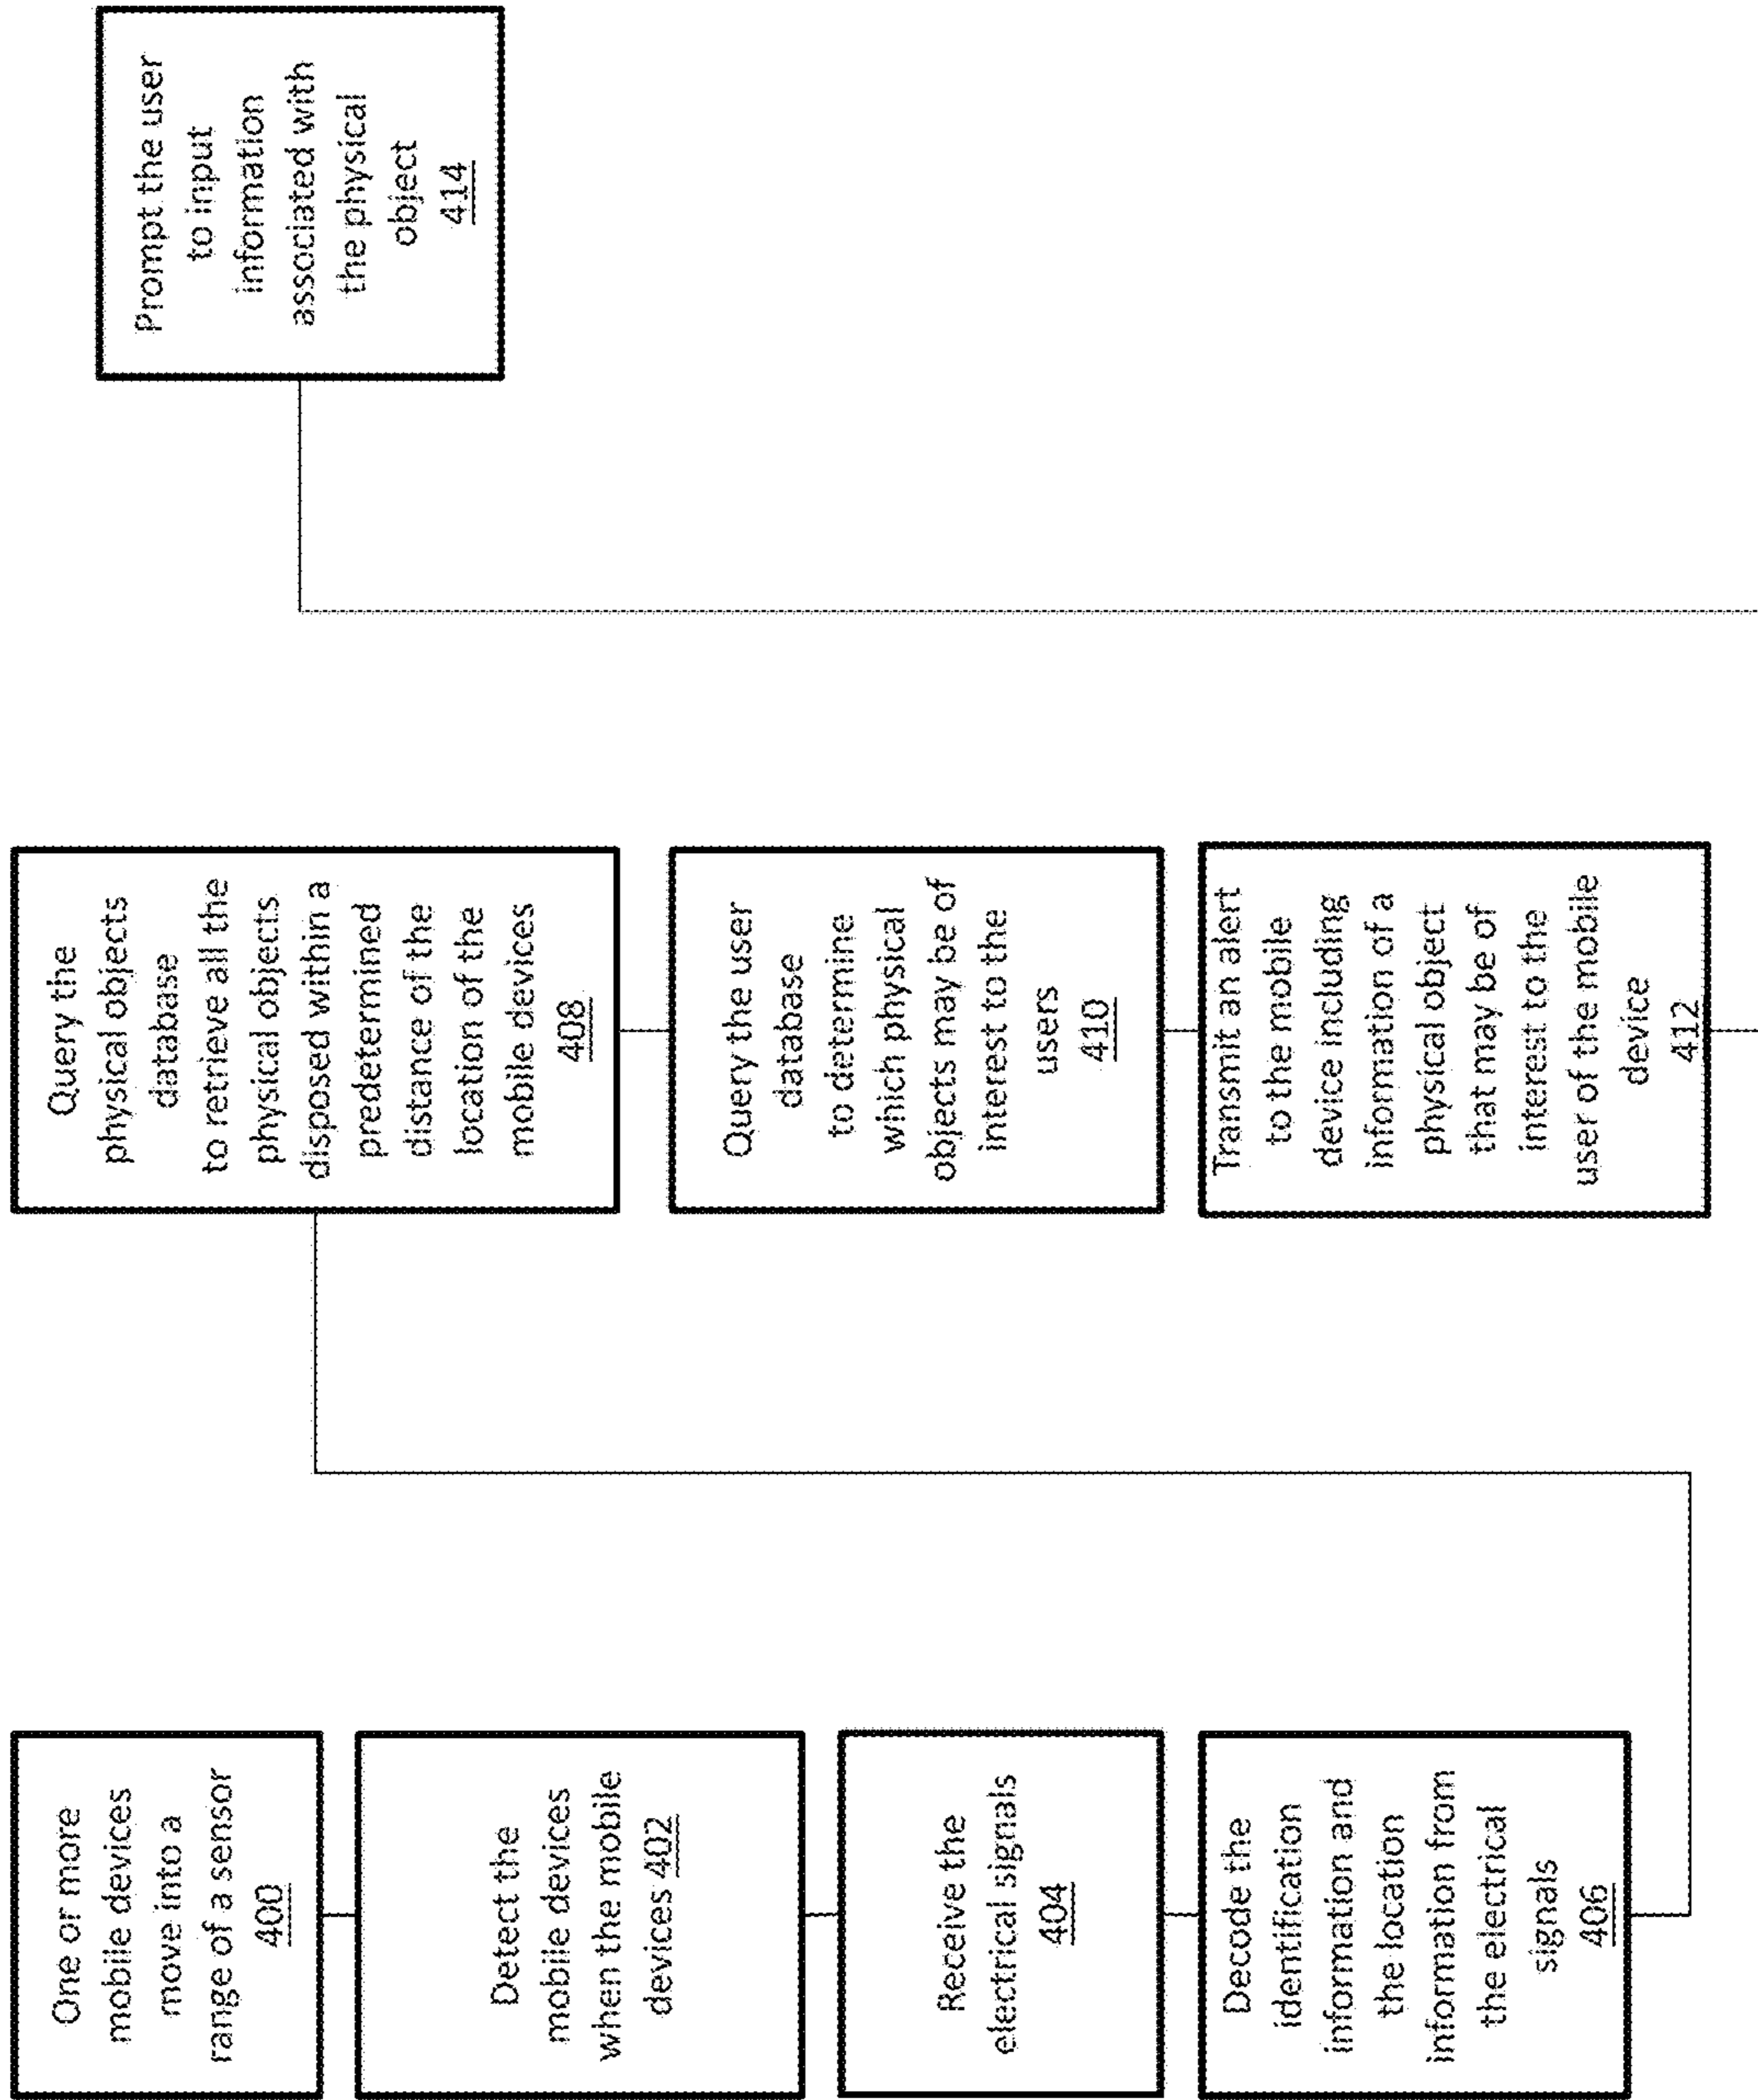 One or more
mobile devices
move into a
range of a sensor
400
Detect the
mobile devices
when the mobile
devices 402
Receive the
electrical signals
404
Decode the
identification
information and
the location
information from
the electrical
signals
406
Query the
physical objects
database
to retrieve all the
physical objects
disposed within a
predetermined
distance of the
location of the
mobile devices
408
Query the user
database
to determine
which physical
objects may be of
interest to the
users
410
Transmit an alert
to the mobile
device including
information of a
physical object
that may be of
interest to the
user of the mobile
device
412
Prompt the user
to input
information
associated with
the physical
object
414